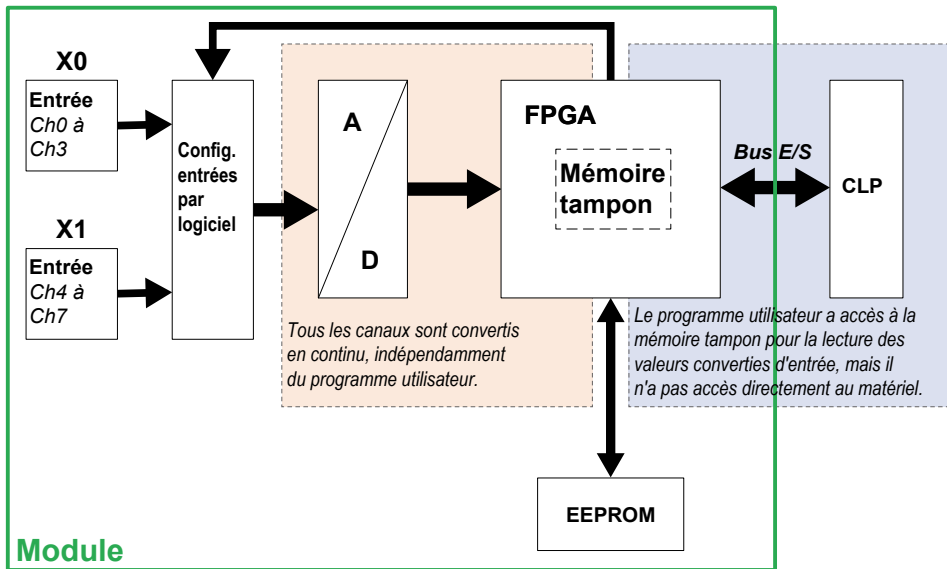 X0
Entrée
Ch0 à
Ch3
X1
Entrée
Ch4 à
Ch7
Config.
entrées
par
logiciel
A
D
Tous les canaux sont convertis
en continu, indépendamment
du programme utilisateur.
FPGA
Mémoire
tampon
Bus E/S
CLP
Le programme utilisateur a accès à la
mémoire tampon pour la lecture des
valeurs converties d'entrée, mais il
n'a pas accès directement au matériel.
EEPROM
Module